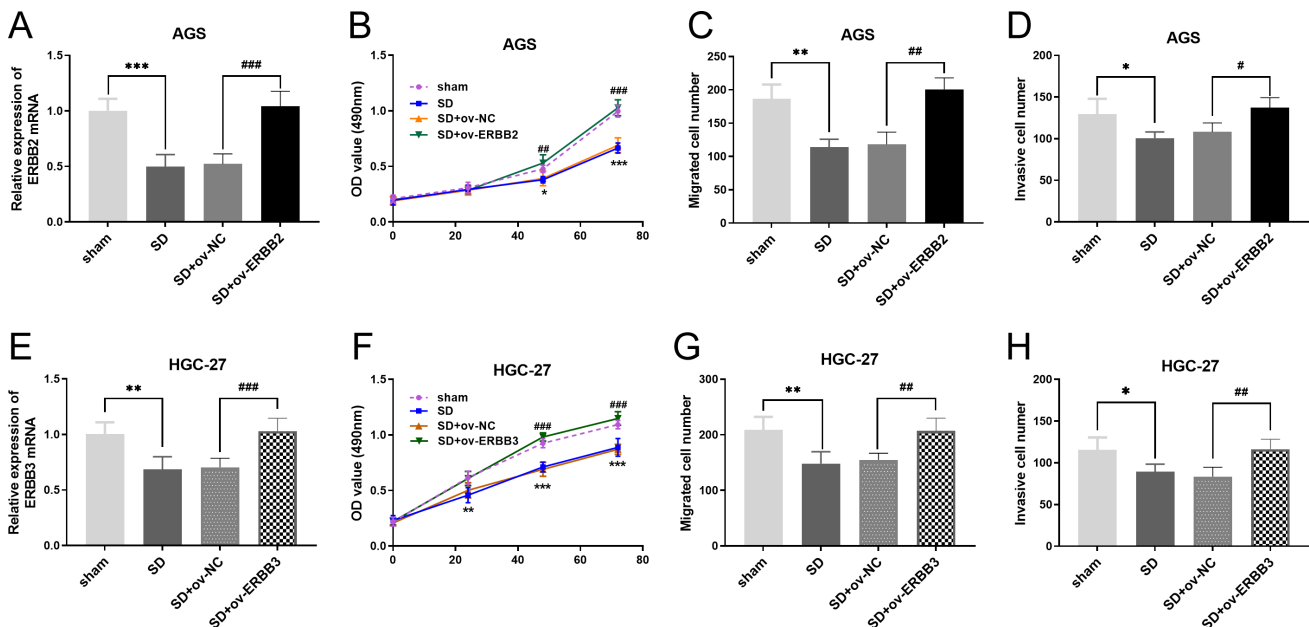 A
AGS
Relative expression of
ERBB2 mRNA
1.5
1.0
0.5
0.0
***
###
sham
SD
SD+ov-NC
SD+ov-ERBB2
B
AGS
OD value (490nm)
1.5
1.0
0.5
0.0
sham
SD
SD+ov-NC
SD+ov-ERBB2
##
*
###
***
0
20
40
60
80
C
AGS
Migrated cell number
250
200
150
100
50
0
**
##
sham
SD
SD+ov-NC
SD+ov-ERBB2
D
AGS
Invasive cell numer
200
150
100
50
0
*
#
sham
SD
SD+ov-NC
SD+ov-ERBB2
E
HGC-27
Relative expression of
ERBB3 mRNA
1.5
1.0
0.5
0.0
**
###
sham
SD
SD+ov-NC
SD+ov-ERBB3
F
HGC-27
OD value (490nm)
1.5
1.0
0.5
0.0
sham
SD
SD+ov-NC
SD+ov-ERBB3
**
###
***
###
***
0
20
40
60
80
G
HGC-27
Migrated cell number
300
200
100
0
**
##
sham
SD
SD+ov-NC
SD+ov-ERBB3
H
HGC-27
Invasive cell numer
200
150
100
50
0
*
##
sham
SD
SD+ov-NC
SD+ov-ERBB3